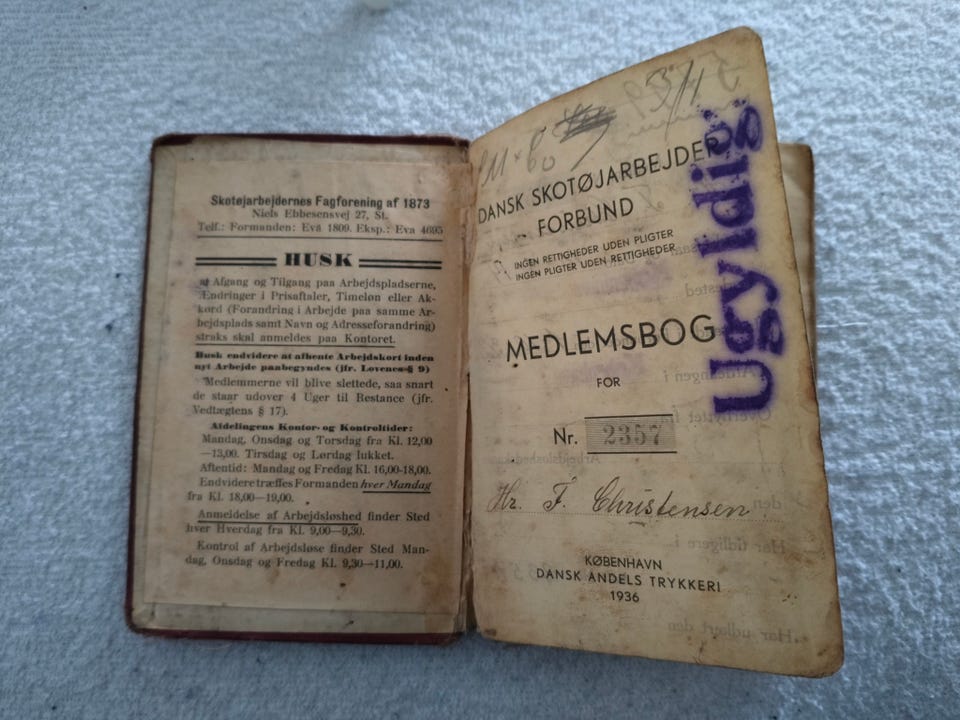 Skotøjarbejdernes Fagforening af 1873
Niels Ebbesensvej 27, St.
Telf.: Formanden: Eva 1809. Eksp.: Eva 4695
HUSK
at Afgang og Tilgang paa Arbejdspladserne,
Ændringer i Prisaftaler, Timeløn eller Ak-
kord (Forandring i Arbejde paa samme Ar-
bejdsplads samt Navn og Adresseforandring)
straks skal anmeldes paa Kontoret.
Husk endvidere at afhente Arbejdskort inden
nyt Arbejde paabegyndes (jfr. Lovenes § 9)
Medlemmerne vil blive slettede, saa snart
de staar udover 4 Uger til Restance (jfr.
Vedtægtens § 17).
Afdelingens Kontor- og Kontroltider:
Mandag, Onsdag og Torsdag fra Kl. 12,00
—13,00. Tirsdag og Lørdag lukket.
Aftentid: Mandag og Fredag Kl. 16,00-18,00.
Endvidere træffes Formanden hver Mandag
fra Kl. 18,00—19,00.
Anmeldelse af Arbejdsløshed finder Sted
hver Hverdag fra Kl. 9,00—9,30.
Kontrol af Arbejdsløse finder Sted Man-
dag, Onsdag og Fredag Kl. 9,30—11,00.
3/1
DANSK SKOTØJARBEJDER
FORBUND
INGEN RETTIGHEDER UDEN PLIGTER
INGEN PLIGTER UDEN RETTIGHEDER
Ugyldig.
MEDLEMSBOG
FOR
Nr. 2357
Hr. F. Christensen
KØBENHAVN
DANSK ANDELS TRYKKERI
1936